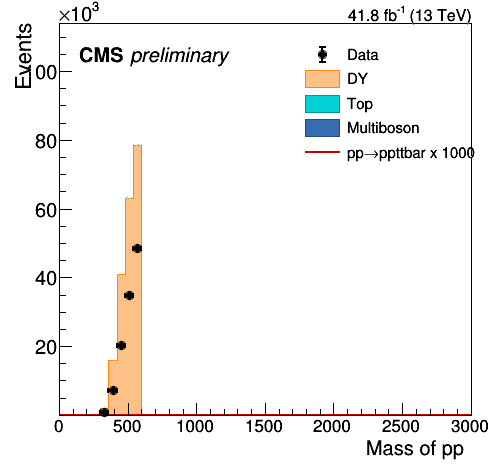 ×10³
41.8 fb⁻¹ (13 TeV)
Events
CMS preliminary
Data
DY
Top
Multiboson
pp→ppttbar x 1000
00
80
60
40
20
0 500 1000 1500 2000 2500 3000
Mass of pp